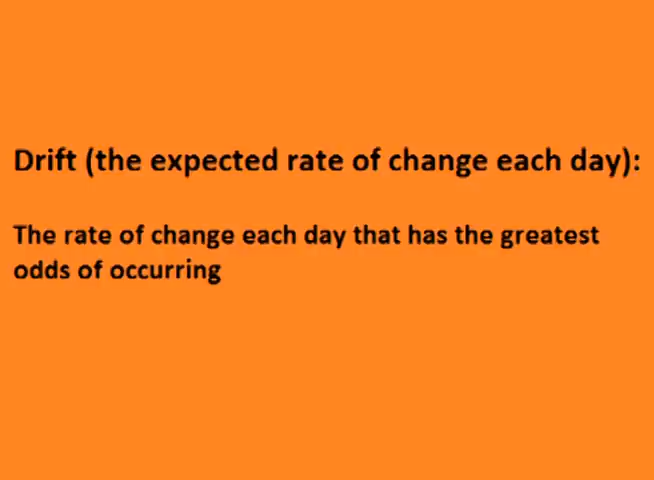 Drift (the expected rate of change each day):
The rate of change each day that has the greatest
odds of occurring